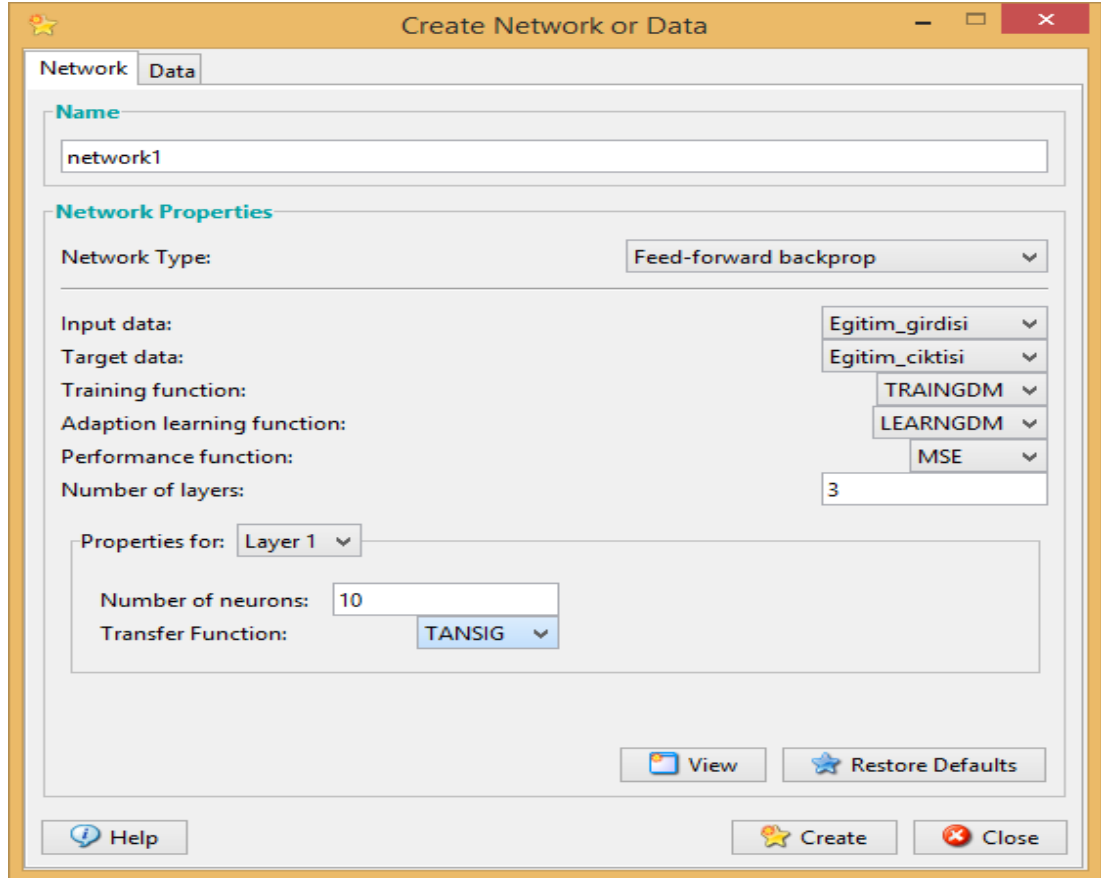 Create Network or Data
Network Data
Name
network1
Network Properties
Network Type: Feed-forward backprop
Input data: Egitim_girdisi
Target data: Egitim_ciktisi
Training function: TRAINGDM
Adaption learning function: LEARNGDM
Performance function: MSE
Number of layers: 3
Properties for: Layer 1
Number of neurons: 10
Transfer Function: TANSIG
View Restore Defaults
Help Create Close